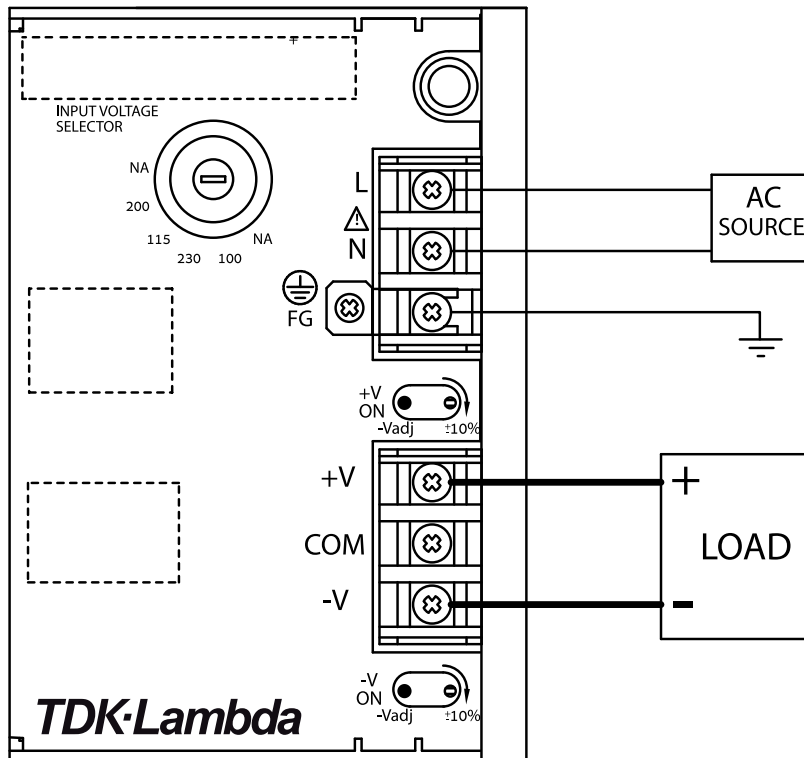 +
INPUT VOLTAGE
SELECTOR
NA
200
115
230
100
NA
L
N
FG
AC
SOURCE
+V
ON
-Vadj
±10%
+V
COM
-V
+
LOAD
-
-V
ON
-Vadj
±10%
TDK·Lambda